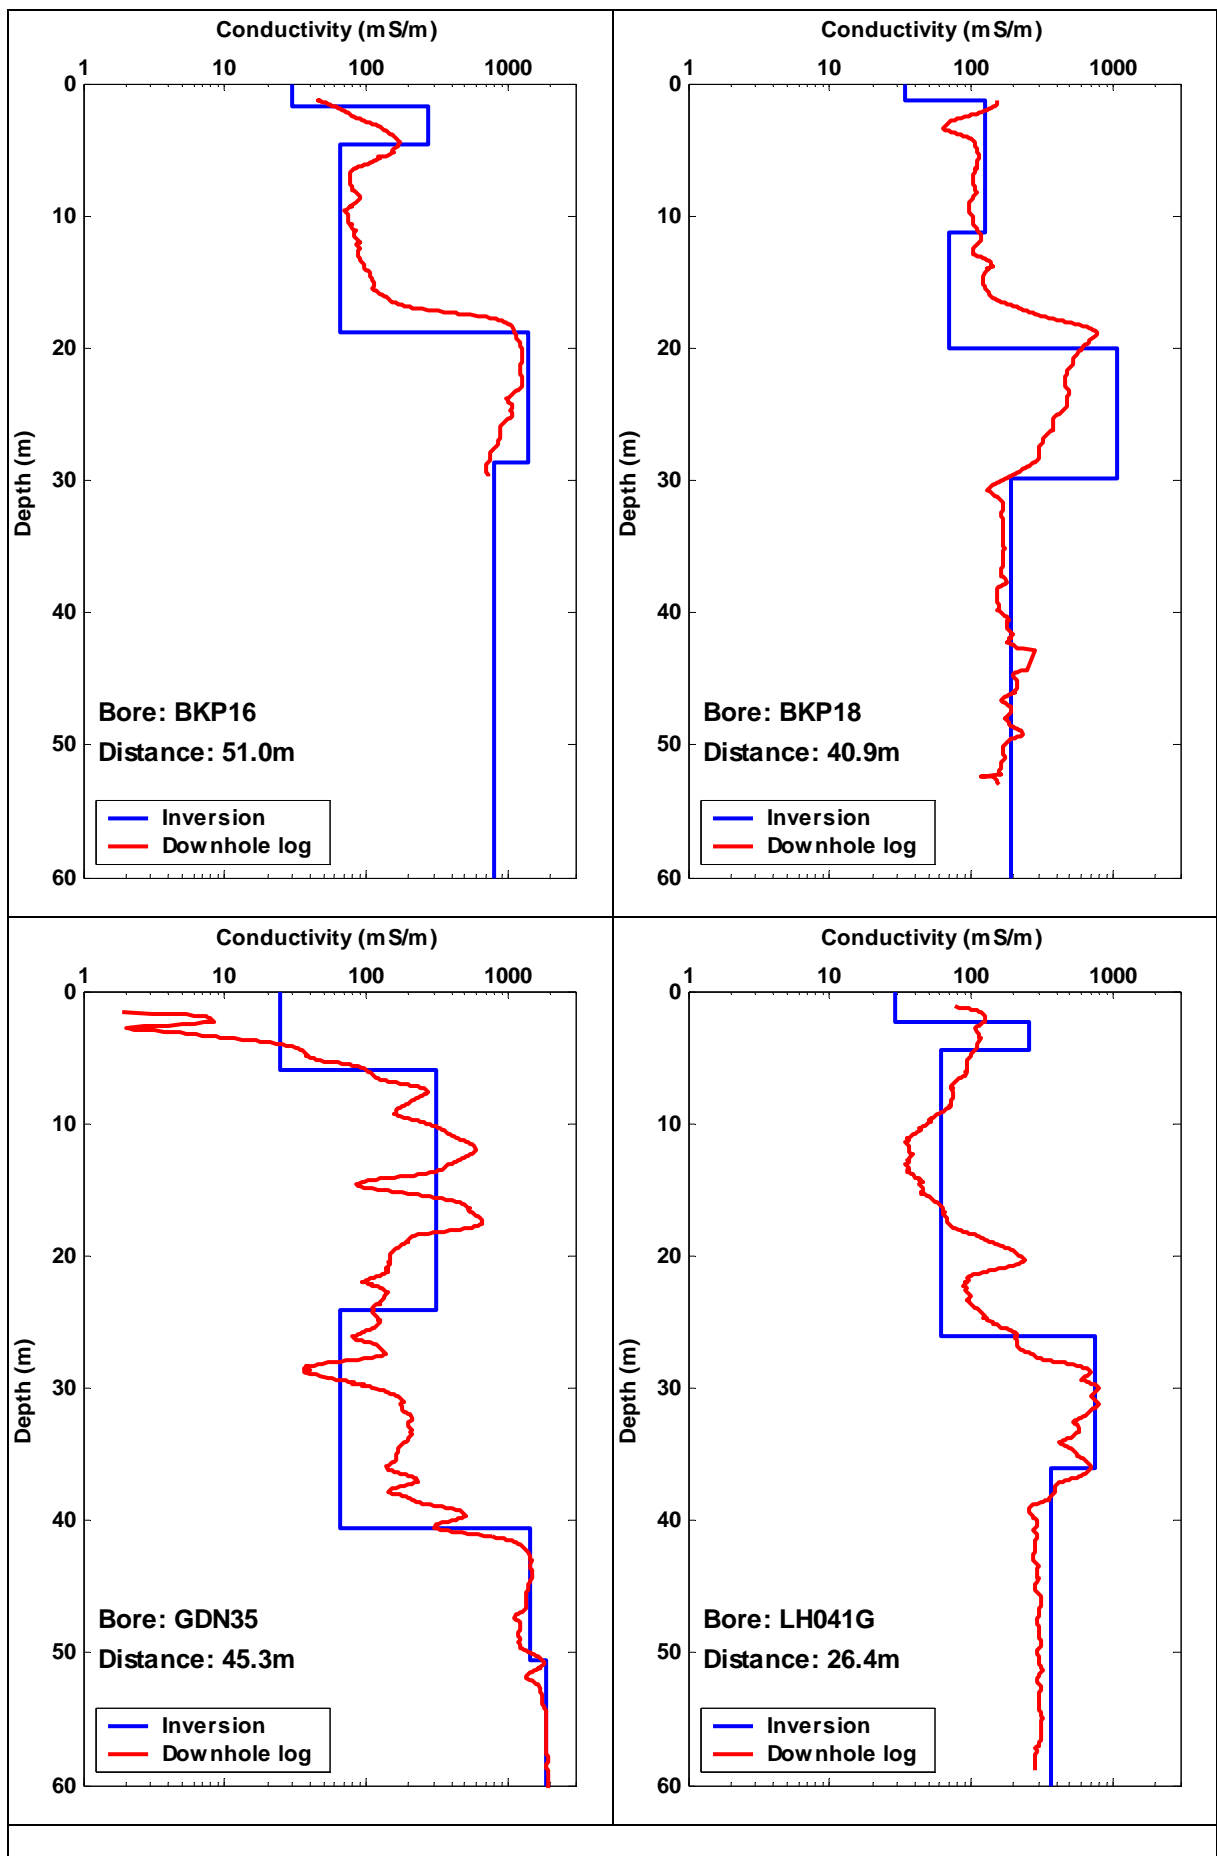 Conductivity (mS/m)
1 10 100 1000
0
10
20
30
40
50
60
Depth (m)
Bore: BKP16
Distance: 51.0m
Inversion
Downhole log
Conductivity (mS/m)
1 10 100 1000
0
10
20
30
40
50
60
Depth (m)
Bore: BKP18
Distance: 40.9m
Inversion
Downhole log
Conductivity (mS/m)
1 10 100 1000
0
10
20
30
40
50
60
Depth (m)
Bore: GDN35
Distance: 45.3m
Inversion
Downhole log
Conductivity (mS/m)
1 10 100 1000
0
10
20
30
40
50
60
Depth (m)
Bore: LH041G
Distance: 26.4m
Inversion
Downhole log